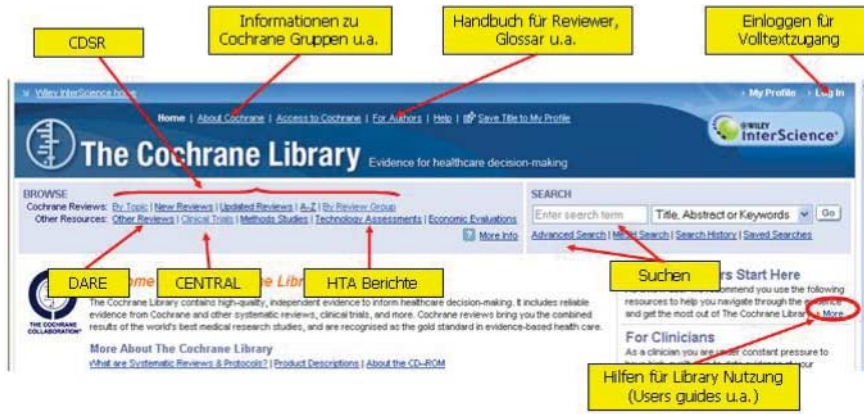 CDSR
Informationen zu
Cochrane Gruppen u.a.
Handbuch für Reviewer,
Glossar u.a.
Einloggen für
Volltextzugang
Wiley InterScience home
My Profile Log In
Home | About Cochrane | Access to Cochrane | For Authors | Help | Save Title to My Profile
The Cochrane Library Evidence for healthcare decision-making
WILEY
InterScience
BROWSE
Cochrane Reviews: By Topic | New Reviews | Updated Reviews | A-Z | By Review Group
Other Resources: Other Reviews | Clinical Trials | Methods Studies | Technology Assessments | Economic Evaluations
More Info
SEARCH
Enter search term Title, Abstract or Keywords Go
Advanced Search | Search | Search History | Saved Searches
DARE
CENTRAL
HTA Berichte
Suchen
THE COCHRANE
COLLABORATION
The Cochrane Library contains high-quality, independent evidence to inform healthcare decision-making. It includes reliable
evidence from Cochrane and other systematic reviews, clinical trials, and more. Cochrane reviews bring you the combined
results of the world's best medical research studies, and are recognised as the gold standard in evidence-based health care.
More About The Cochrane Library
What are Systematic Reviews & Protocols? | Product Descriptions | About the CD-ROM
Start Here
you use the following
resources to help you navigate through the evidence
and get the most out of The Cochrane Library. More
For Clinicians
As a clinician you are under constant pressure to
Hilfen für Library Nutzung
(Users guides u.a.)